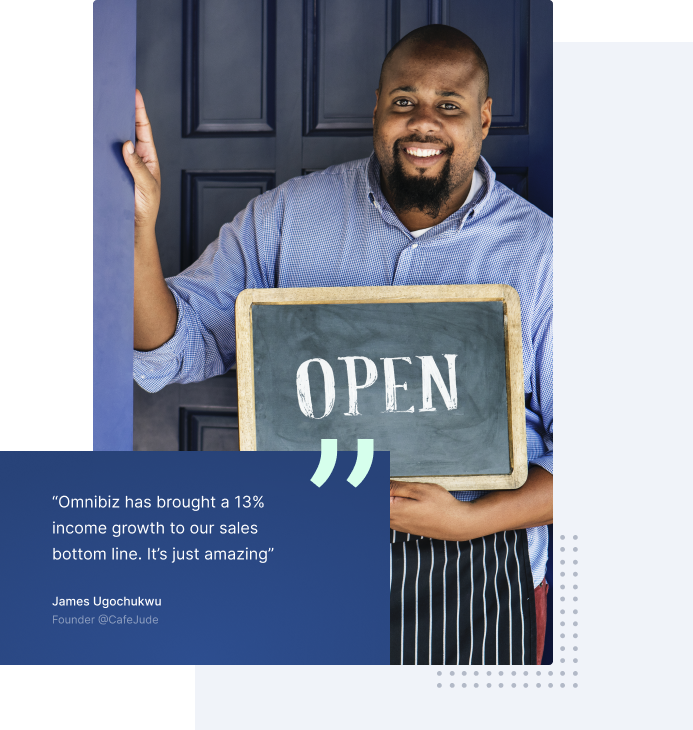 OPEN
”
“Omnibiz has brought a 13%
income growth to our sales
bottom line. It’s just amazing”
James Ugochukwu
Founder @CafeJude